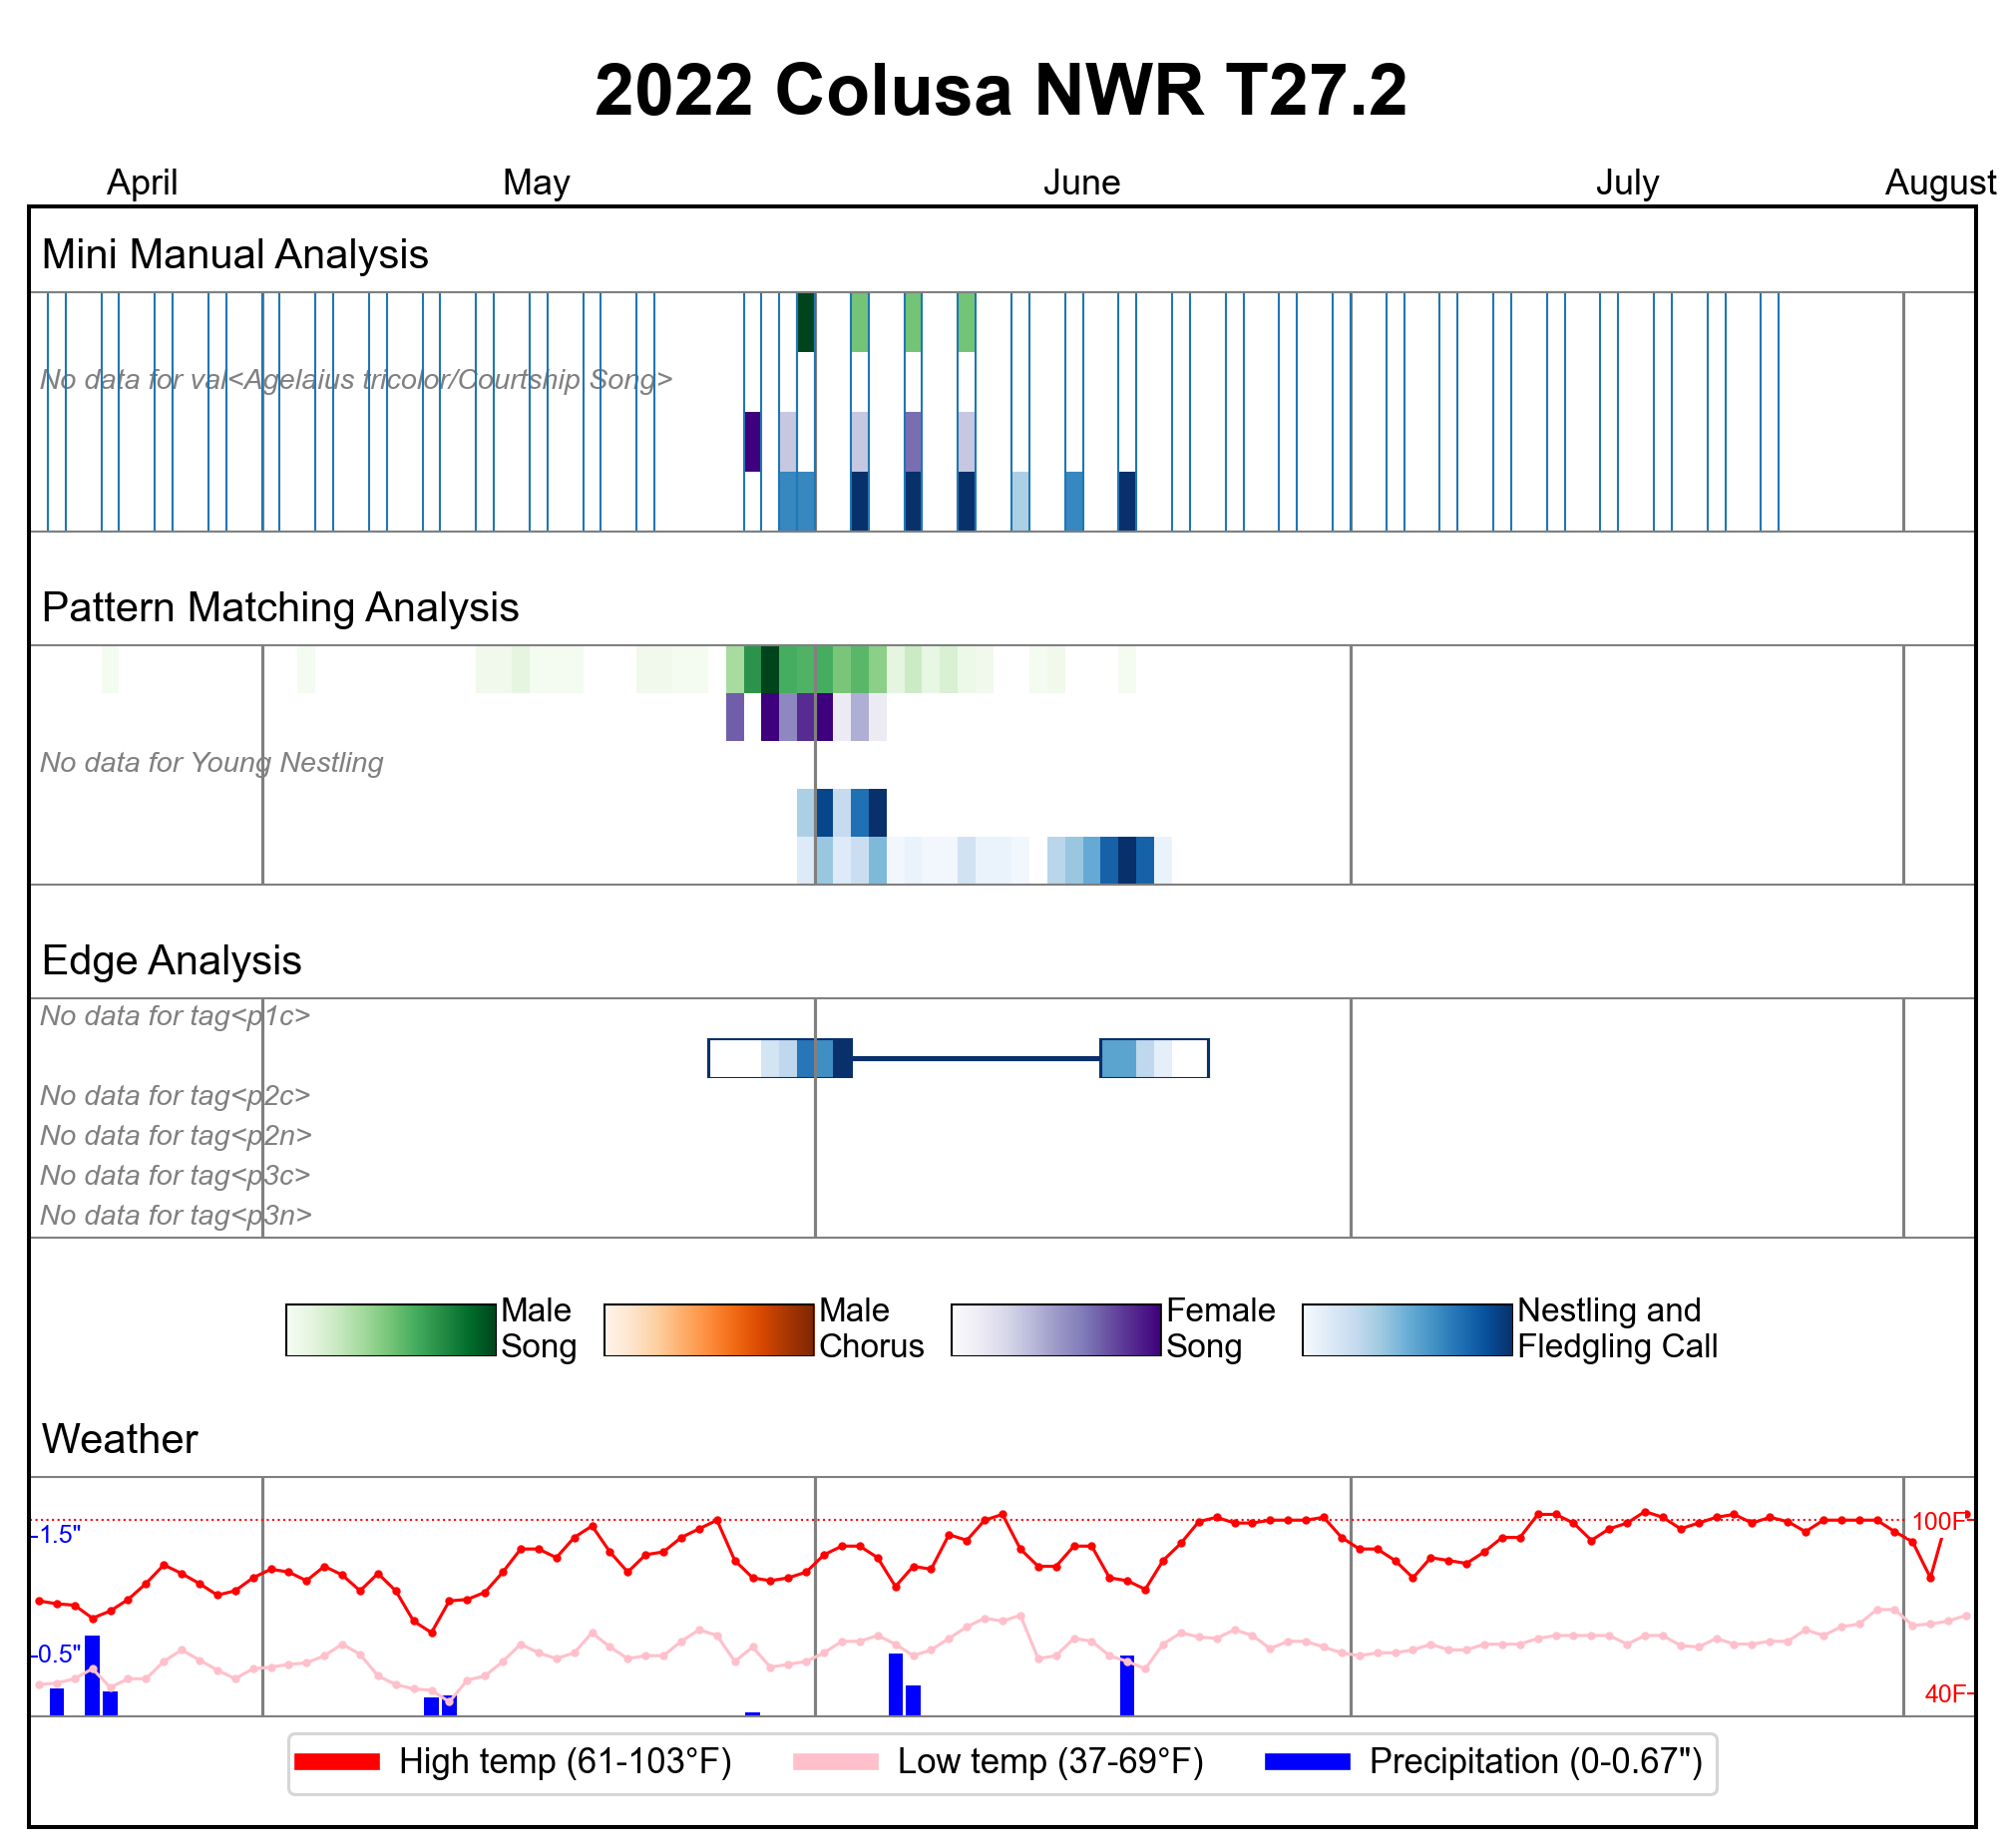 2022 Colusa NWR T27.2
April May June July August
Mini Manual Analysis
No data for val<Agelaius tricolor/Courtship Song>
Pattern Matching Analysis
No data for Young Nestling
Edge Analysis
No data for tag<p1c>
No data for tag<p2c>
No data for tag<p2n>
No data for tag<p3c>
No data for tag<p3n>
Male Song
Male Chorus
Female Song
Nestling and Fledgling Call
Weather
1.5"
100F
0.5"
40F
High temp (61-103°F) Low temp (37-69°F) Precipitation (0-0.67")